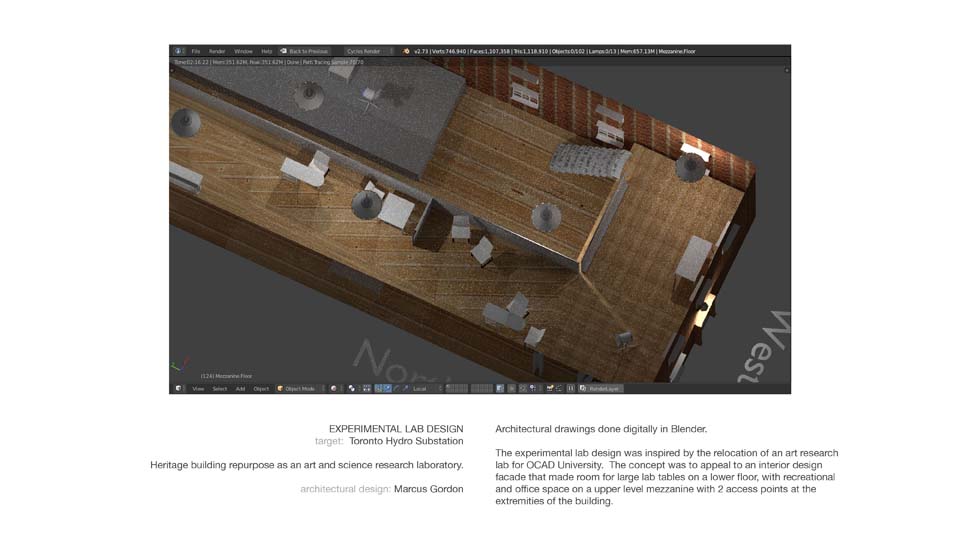 File Render Window Help Back to Previous Cycles Render v2.73 | Verts:746,940 | Faces:1,107,358 | Tris:1,118,910 | Objects:0/102 | Lamps:0/13 | Mem:657.13M | Mezzanine.Floor
Time:02:16.22 | Mem:351.62M, Peak:351.62M | Done | Path Tracing Sample 70/70
West
(124) Mezzanine.Floor
View Select Add Object Object Mode Local RenderLayer
EXPERIMENTAL LAB DESIGN
target: Toronto Hydro Substation
Heritage building repurpose as an art and science research laboratory.
architectural design: Marcus Gordon
Architectural drawings done digitally in Blender.
The experimental lab design was inspired by the relocation of an art research
lab for OCAD University. The concept was to appeal to an interior design
facade that made room for large lab tables on a lower floor, with recreational
and office space on a upper level mezzanine with 2 access points at the
extremities of the building.